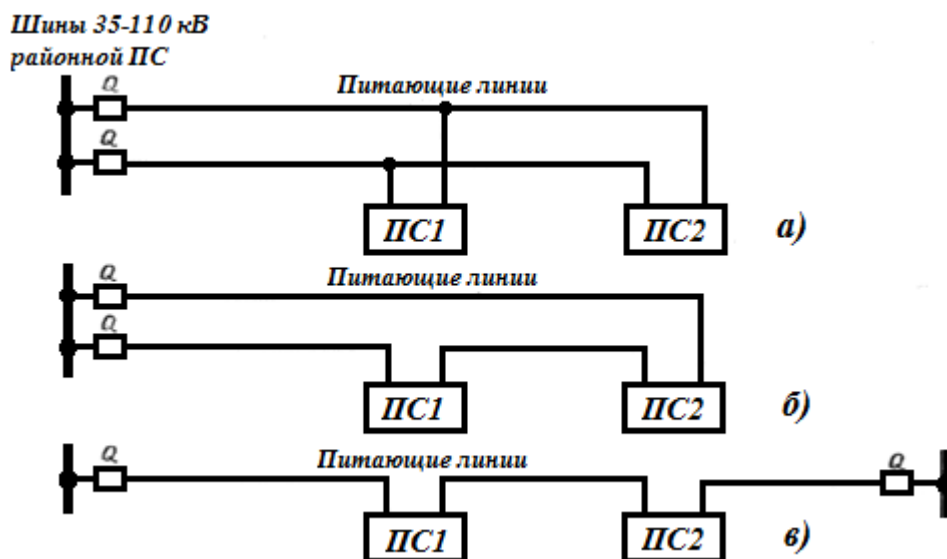 Шины 35-110 кВ
районной ПС
Q
Питающие линии
Q
ПС1
ПС2
а)
Q
Питающие линии
Q
ПС1
ПС2
б)
Q
Питающие линии
Q
ПС1
ПС2
в)